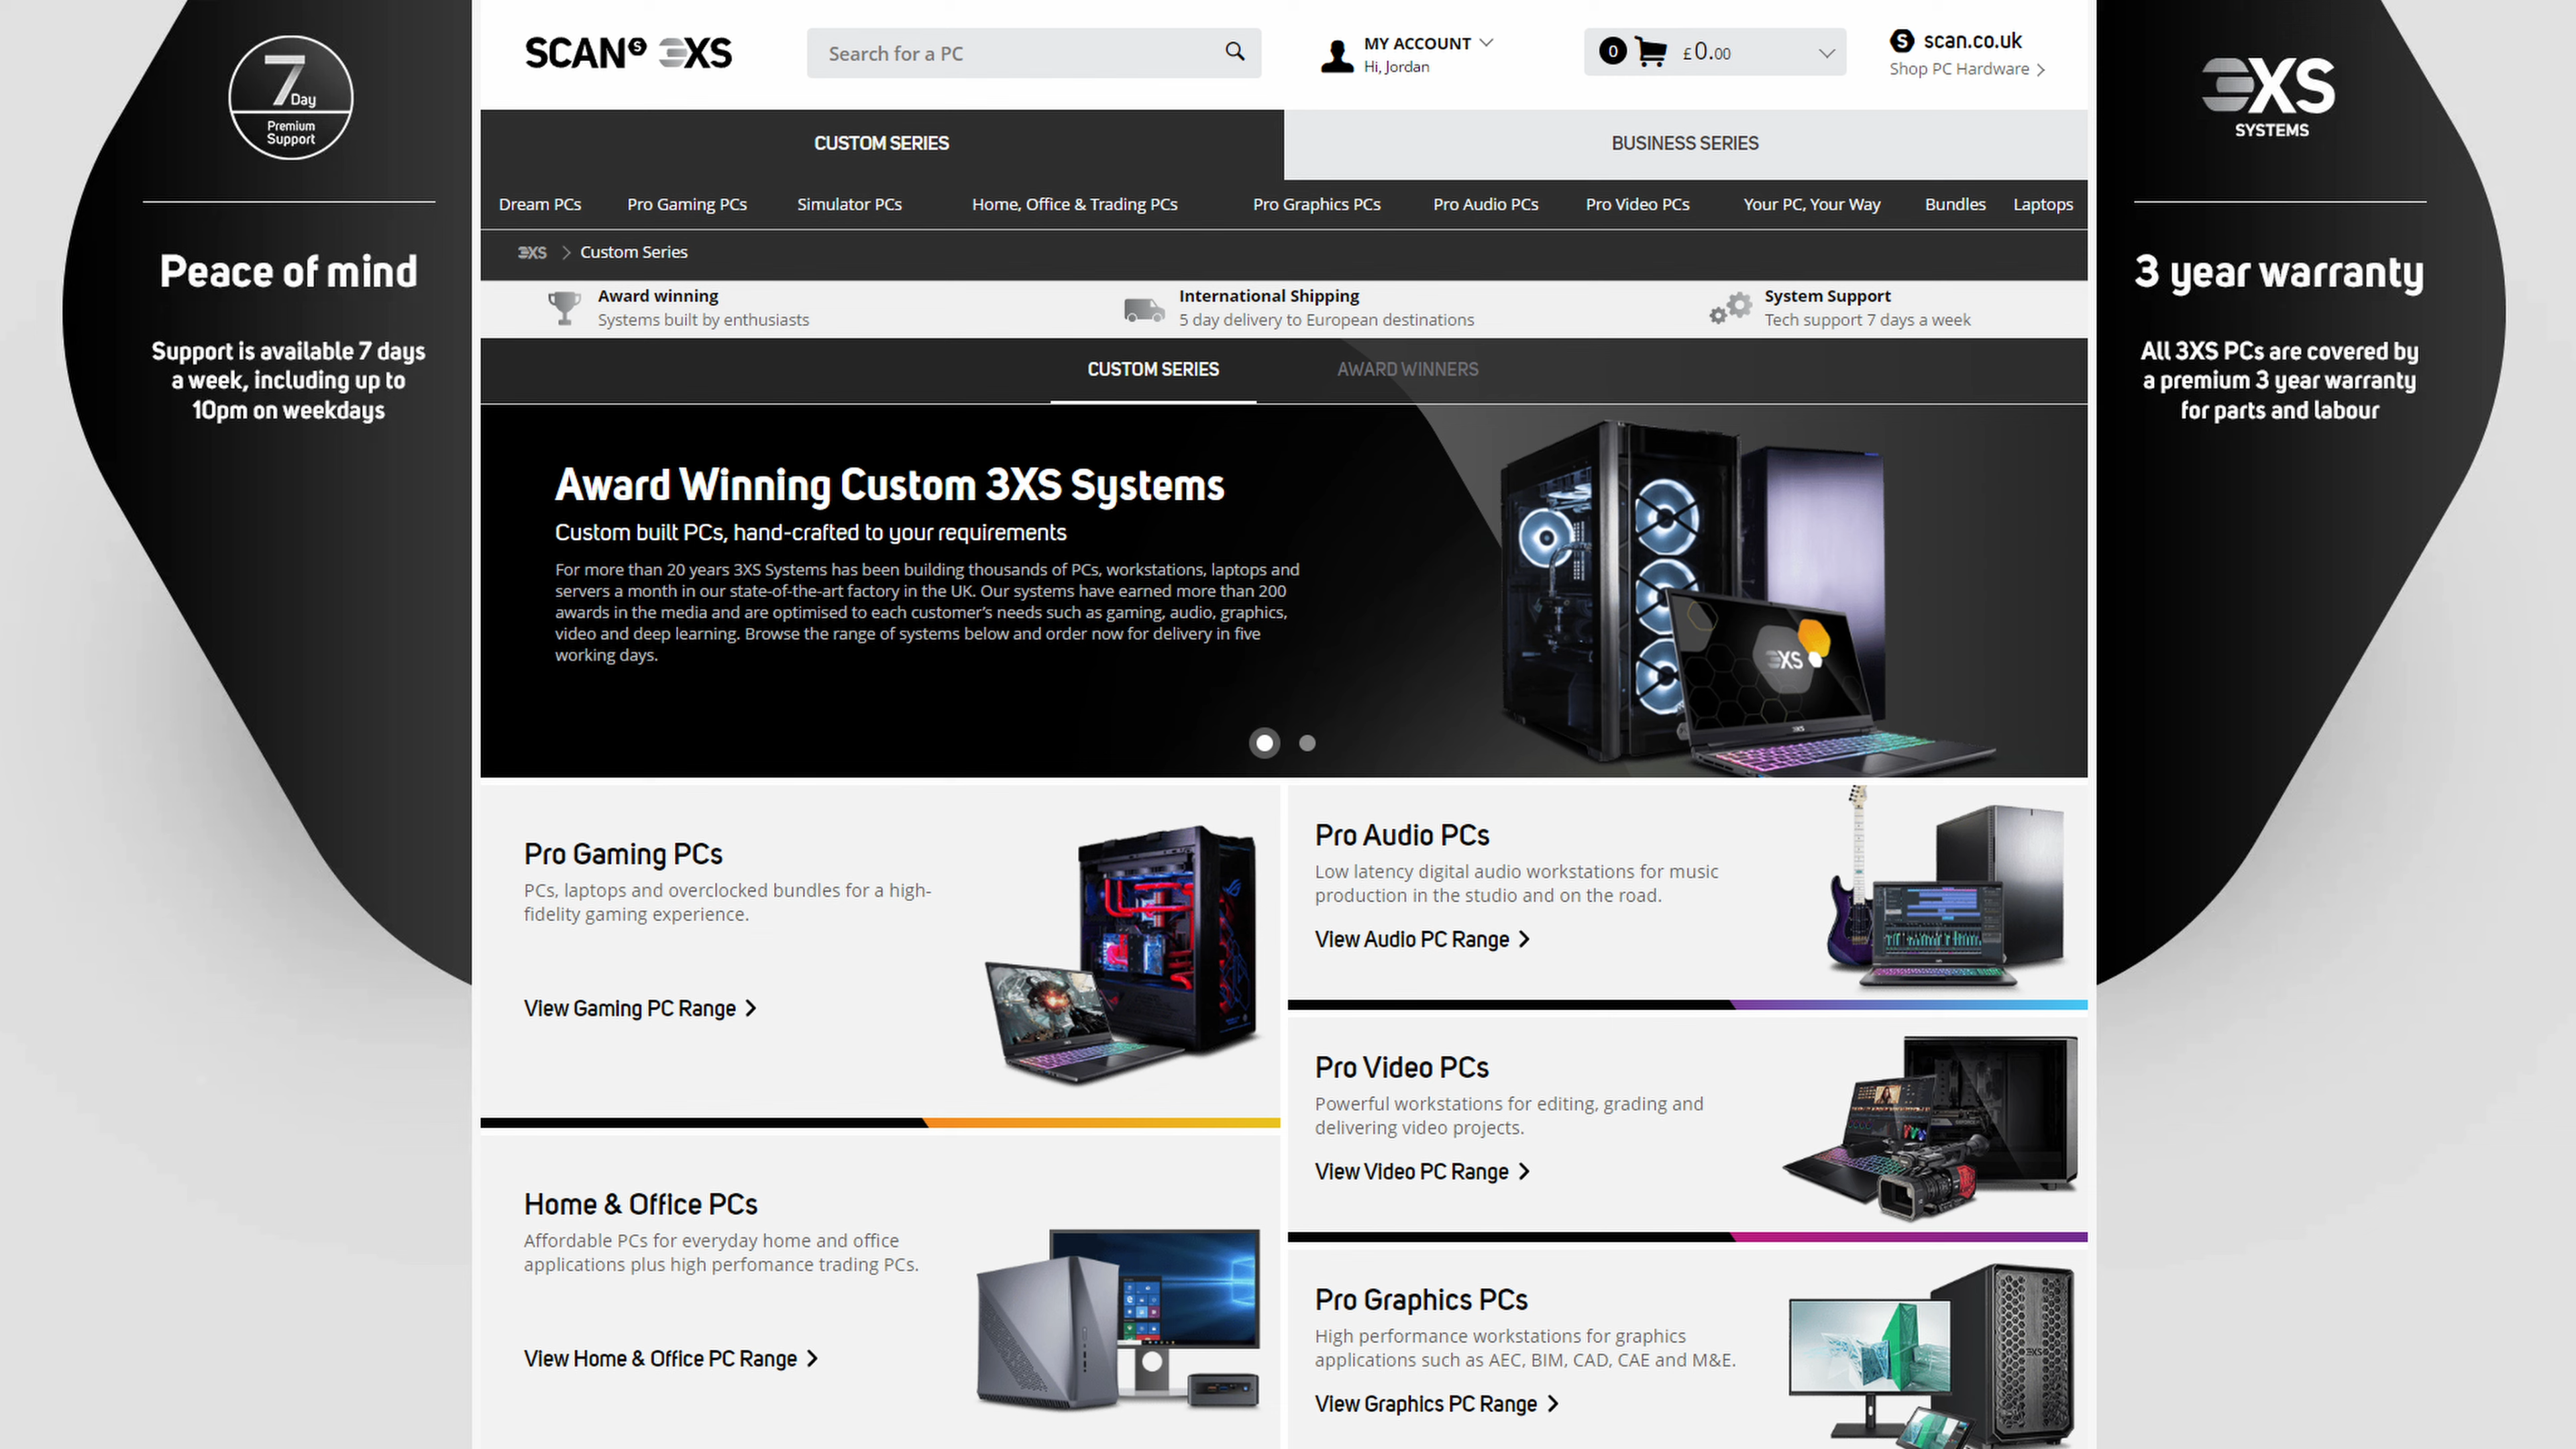 7
Day
Premium
Support
Peace of mind
Support is available 7 days
a week, including up to
10pm on weekdays
SCAN S 3XS
Search for a PC
MY ACCOUNT
Hi, Jordan
0 £0.00
S scan.co.uk
Shop PC Hardware
CUSTOM SERIES
BUSINESS SERIES
Dream PCs Pro Gaming PCs Simulator PCs Home, Office & Trading PCs Pro Graphics PCs Pro Audio PCs Pro Video PCs Your PC, Your Way Bundles Laptops
3XS Custom Series
Award winning
Systems built by enthusiasts
International Shipping
5 day delivery to European destinations
System Support
Tech support 7 days a week
CUSTOM SERIES AWARD WINNERS
Award Winning Custom 3XS Systems
Custom built PCs, hand-crafted to your requirements
For more than 20 years 3XS Systems has been building thousands of PCs, workstations, laptops and
servers a month in our state-of-the-art factory in the UK. Our systems have earned more than 200
awards in the media and are optimised to each customer's needs such as gaming, audio, graphics,
video and deep learning. Browse the range of systems below and order now for delivery in five
working days.
3XS
3XS
Pro Gaming PCs
PCs, laptops and overclocked bundles for a high-
fidelity gaming experience.
View Gaming PC Range
Home & Office PCs
Affordable PCs for everyday home and office
applications plus high perfomance trading PCs.
View Home & Office PC Range
Pro Audio PCs
Low latency digital audio workstations for music
production in the studio and on the road.
View Audio PC Range
Pro Video PCs
Powerful workstations for editing, grading and
delivering video projects.
View Video PC Range
Pro Graphics PCs
High performance workstations for graphics
applications such as AEC, BIM, CAD, CAE and M&E.
View Graphics PC Range
3XS
3XS
SYSTEMS
3 year warranty
All 3XS PCs are covered by
a premium 3 year warranty
for parts and labour